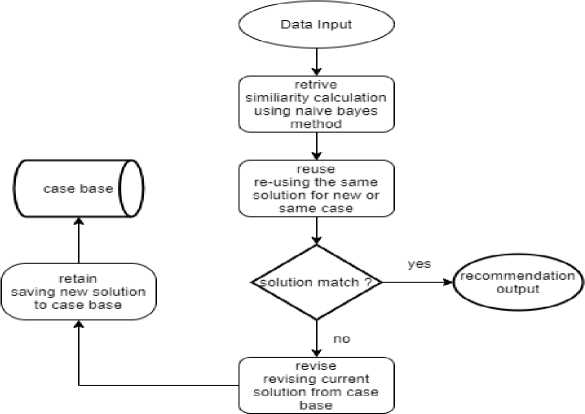 Data Input
retrive
similiarity calculation
using naive bayes
method
reuse
re-using the same
solution for new or
same case
case base
solution match ?
yes
recommendation
output
retain
saving new solution
to case base
no
revise
revising current
solution from case
base